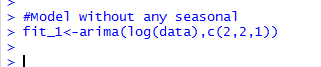 >
> #Model without any seasonal
> fit_1<-arima(log(data),c(2,2,1))
>
>